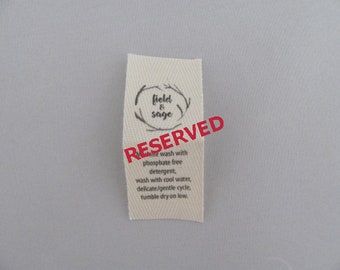 field
&
sage
RESERVED
wash with
phosphate free
detergent,
wash with cool water,
delicate/gentle cycle,
tumble dry on low.